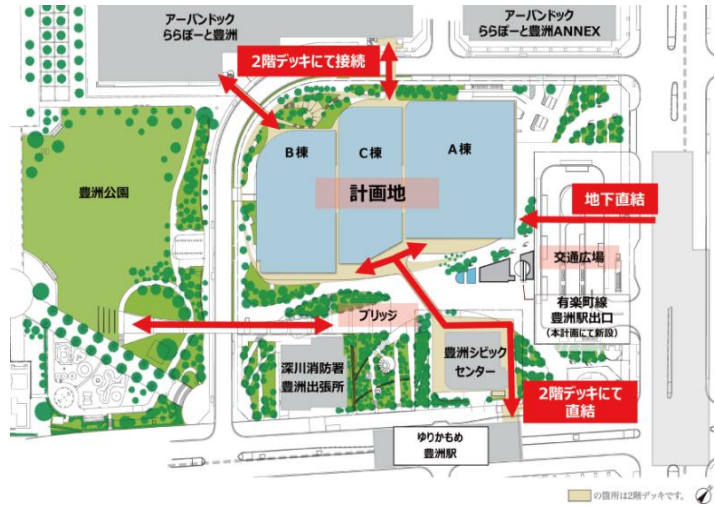 アーバンドック
ららぽーと豊洲
アーバンドック
ららぽーと豊洲ANNEX
2階デッキにて接続
B棟
C棟
A棟
計画地
豊洲公園
地下直結
交通広場
有楽町線
豊洲駅出口
(本計画にて新設)
ブリッジ
深川消防署
豊洲出張所
豊洲シビック
センター
2階デッキにて
直結
ゆりかもめ
豊洲駅
の箇所は2階デッキです。